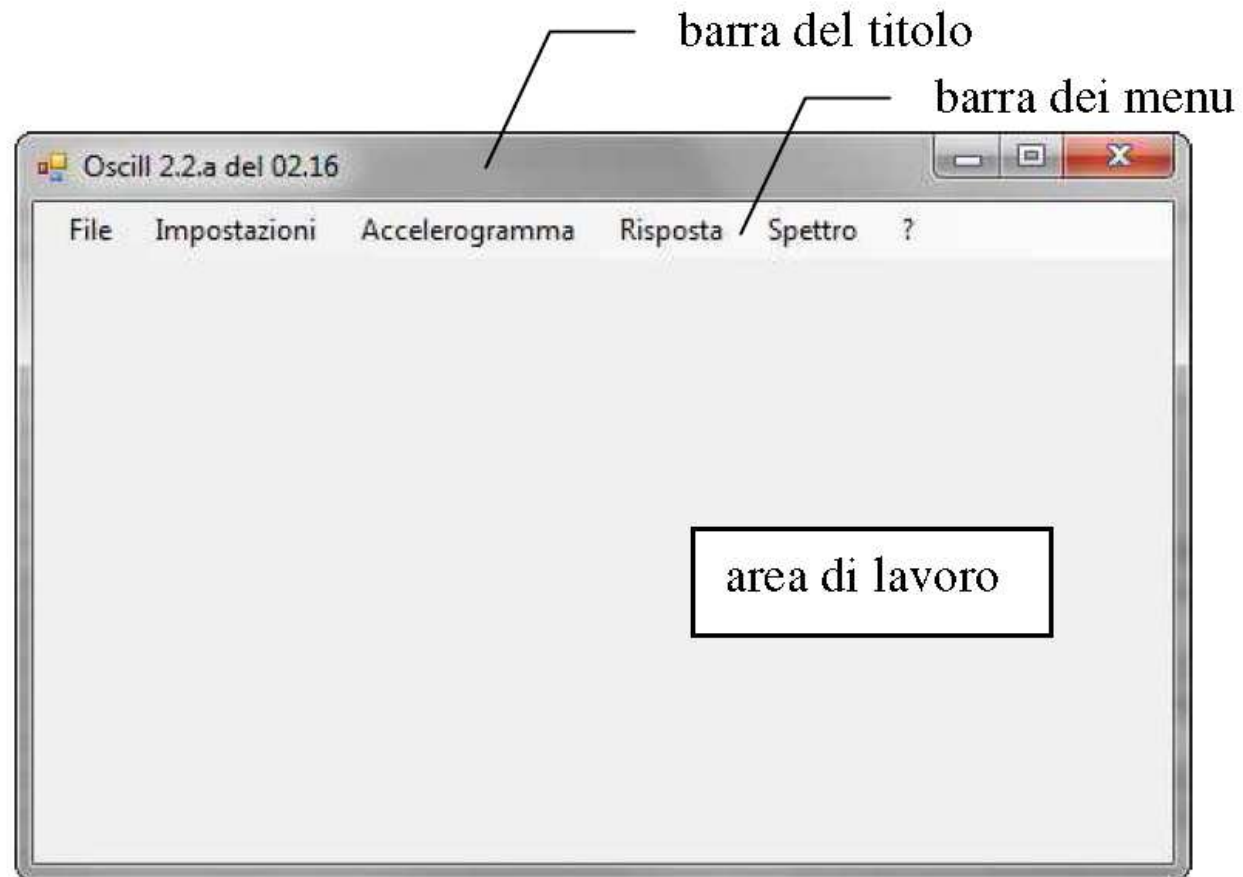 barra del titolo
barra dei menu
Oscill 2.2.a del 02.16
File Impostazioni Accelerogramma Risposta Spettro ?
area di lavoro